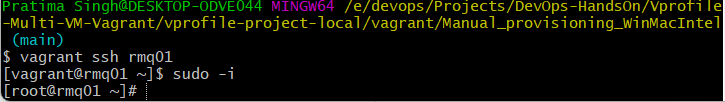 Pratima Singh@DESKTOP-ODVE044 MINGW64 /e/devops/Projects/DevOps-HandsOn/Vprofile
-Multi-VM-Vagrant/vprofile-project-local/vagrant/Manual_provisioning_WinMacIntel
(main)
$ vagrant ssh rmq01
[vagrant@rmq01 ~]$ sudo -i
[root@rmq01 ~]#